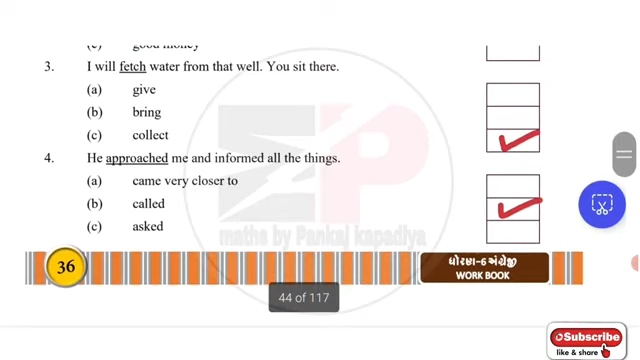 (c) good money
3. I will fetch water from that well. You sit there.
(a) give
(b) bring
(c) collect
4. He approached me and informed all the things.
(a) came very closer to
(b) called
(c) asked
maths by Pankaj kapadiya
36
44 of 117
ધોરણ-6 અંગ્રેજી
WORK BOOK
Subscribe
like & share